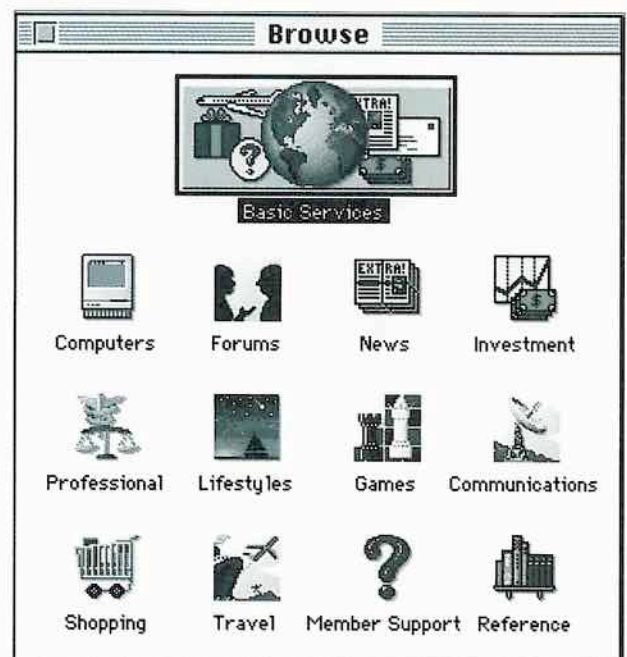 Browse
EXTRA!
Basic Services
EXTRA!
Computers Forums News Investment
Professional Lifestyles Games Communications
Shopping Travel Member Support Reference